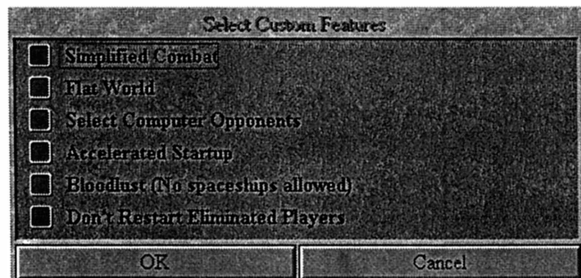 Select Custom Features
Simplified Combat
Flat World
Select Computer Opponents
Accelerated Startup
Bloodlust (No spaceships allowed)
Don't Restart Eliminated Players
OK
Cancel